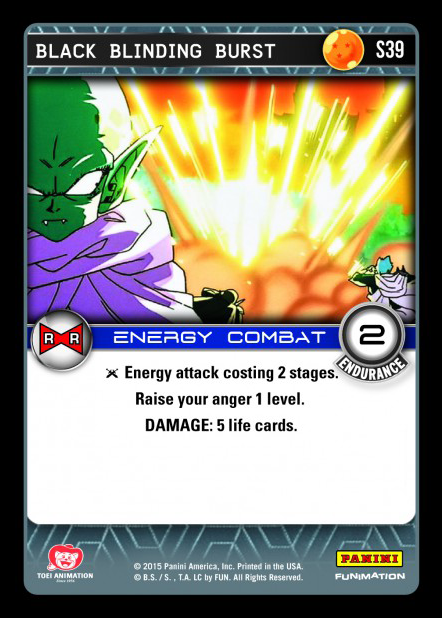 BLACK BLINDING BURST S39
R R ENERGY COMBAT 2
ENDURANCE
Energy attack costing 2 stages.
Raise your anger 1 level.
DAMAGE: 5 life cards.
TOEI ANIMATION
Since 1956
© 2015 Panini America, Inc. Printed in the USA.
© B.S./ S. , T.A. LC by FUN. All Rights Reserved.
PANINI
FUNIMATION